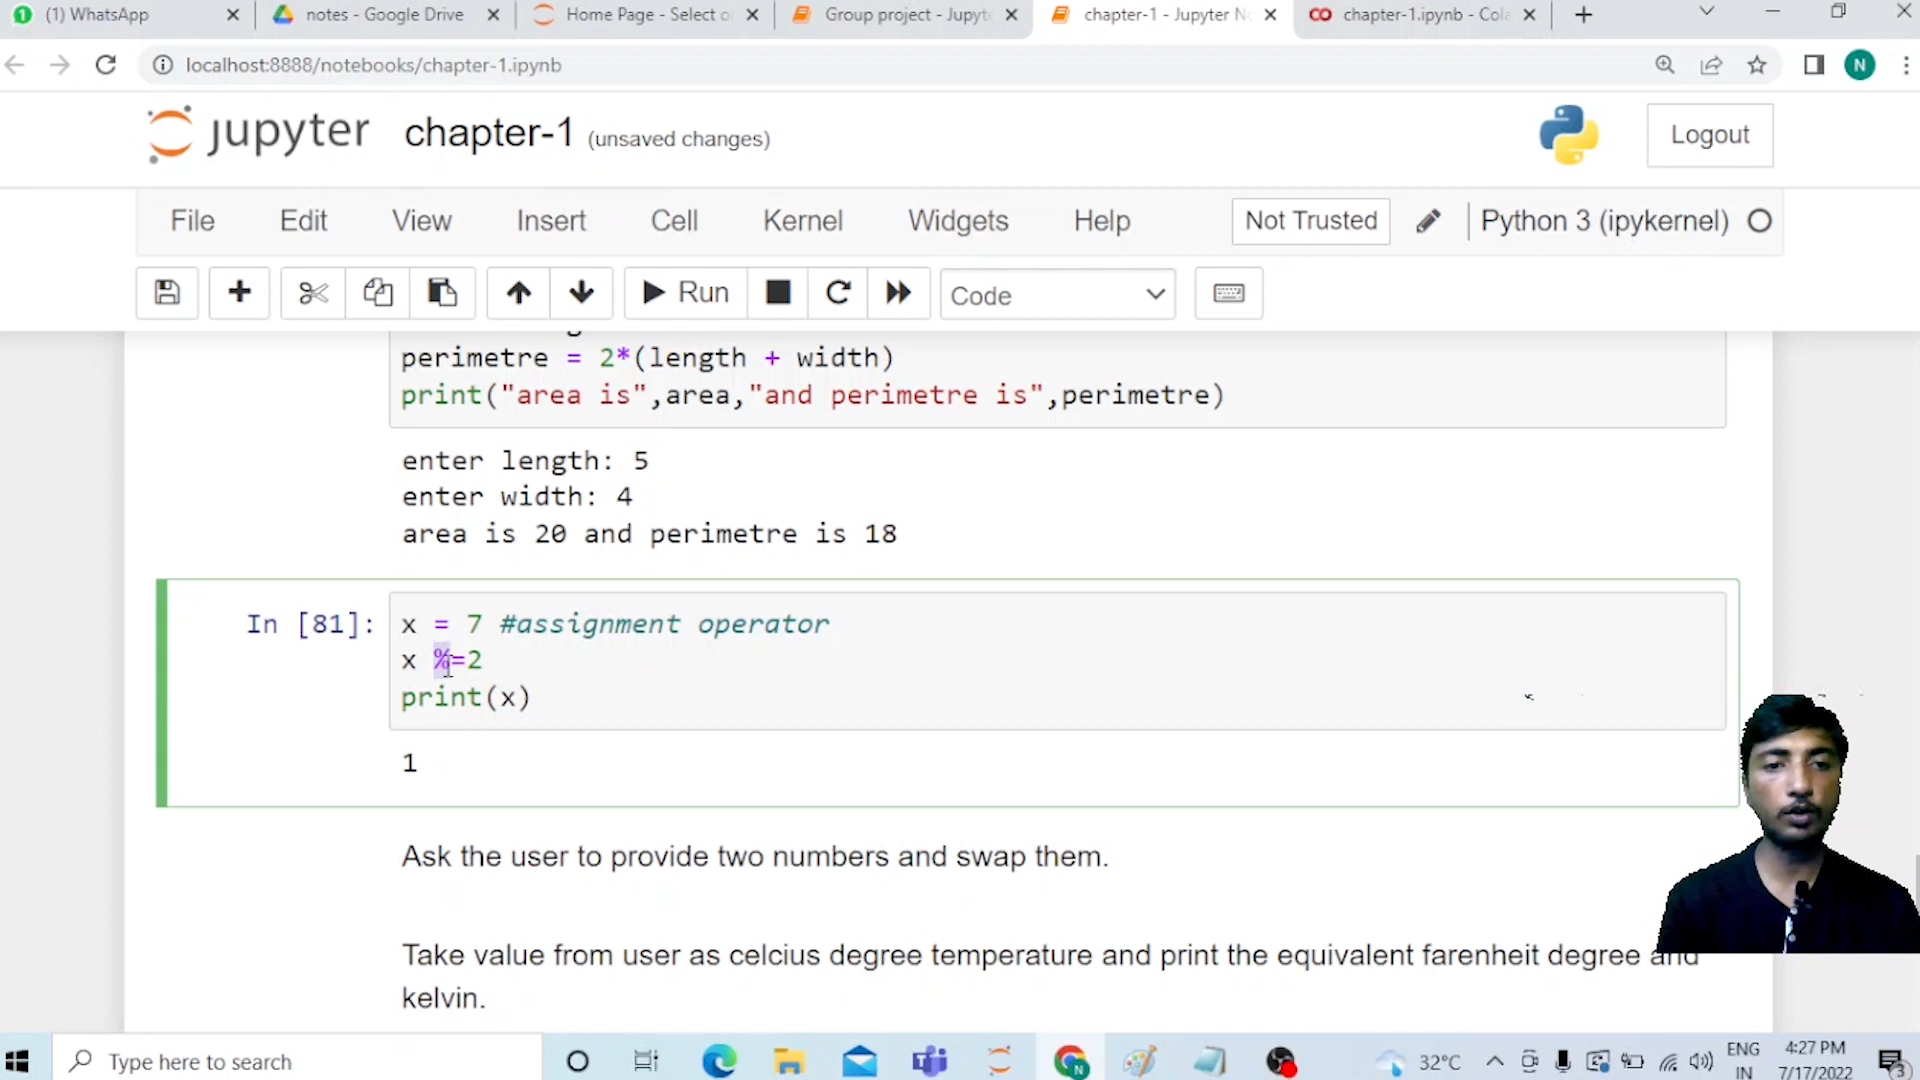 (1) WhatsApp
notes - Google Drive
Home Page - Select o
Group project - Jupyt
chapter-1 - Jupyter N
chapter-1.ipynb - Cola
localhost:8888/notebooks/chapter-1.ipynb
N
jupyter chapter-1 (unsaved changes)
Logout
File Edit View Insert Cell Kernel Widgets Help
Not Trusted
Python 3 (ipykernel)
Run
Code
perimetre = 2*(length + width)
print("area is",area,"and perimetre is",perimetre)
enter length: 5
enter width: 4
area is 20 and perimetre is 18
In [81]:
x = 7 #assignment operator
x %=2
print(x)
1
Ask the user to provide two numbers and swap them.
Take value from user as celcius degree temperature and print the equivalent farenheit degree and
kelvin.
Type here to search
32°C
ENG
IN
4:27 PM
7/17/2022
3